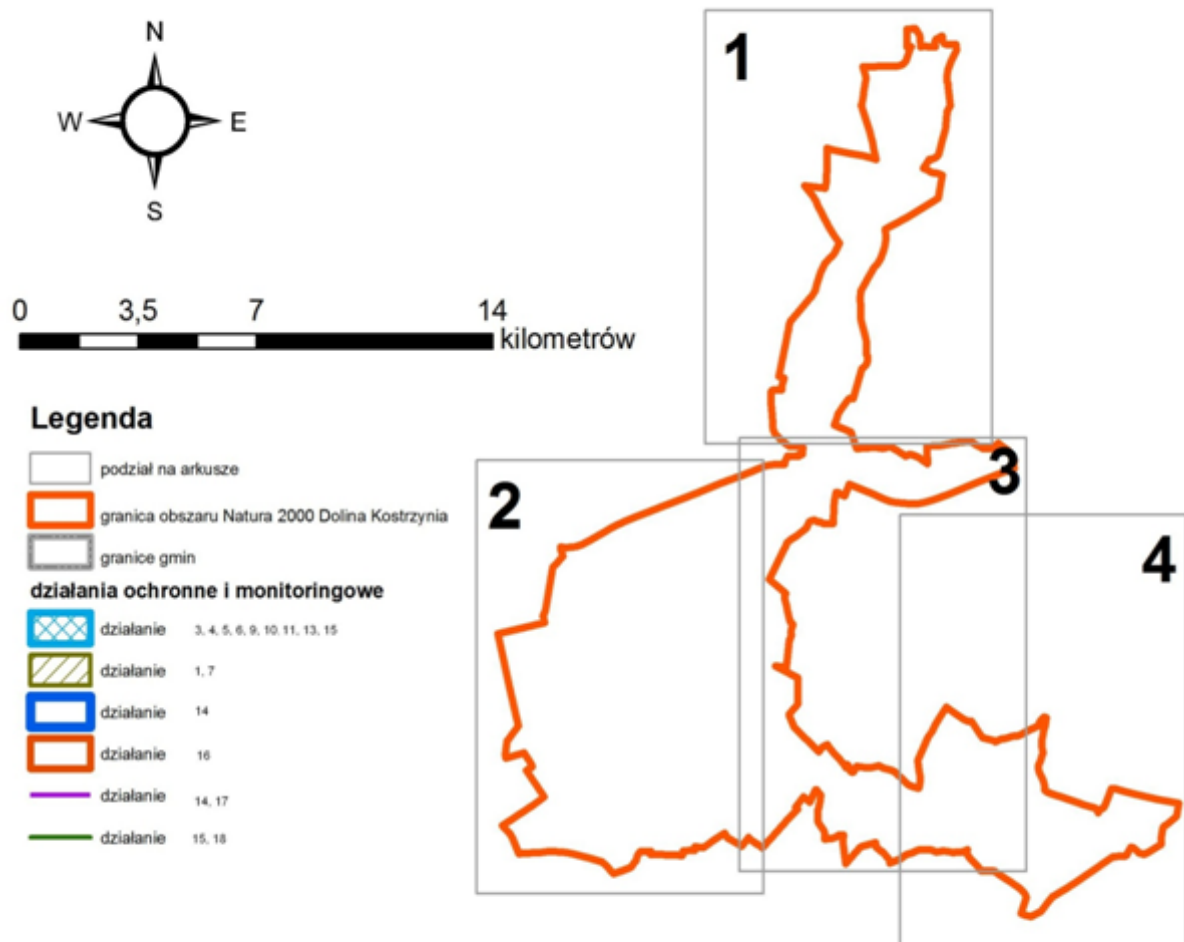 N
W E
S
0 3,5 7 14
kilometrów
Legenda
podział na arkusze
granica obszaru Natura 2000 Dolina Kostrzynia
granice gmin
działania ochronne i monitoringowe
działanie 3, 4, 5, 6, 9, 10. 11, 13, 15
działanie 1, 7
działanie 14
działanie 16
działanie 14, 17
działanie 15, 18
1
2
3
4